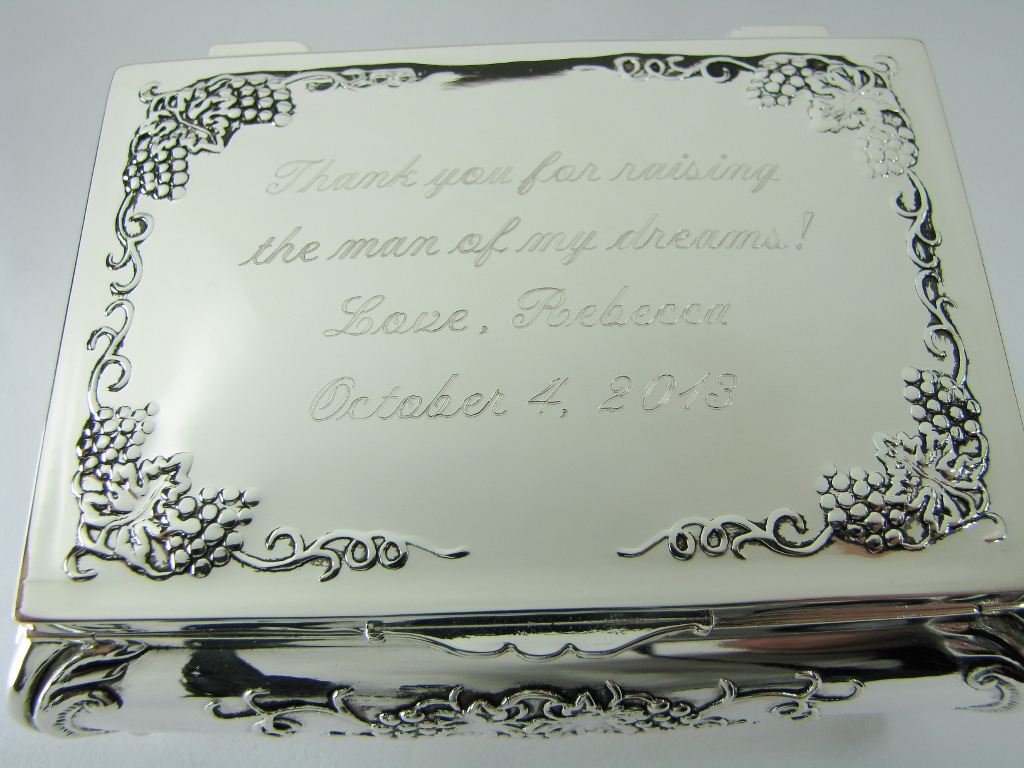 Thank you for raising
the man of my dreams!
Love, Rebecca
October 4, 2013